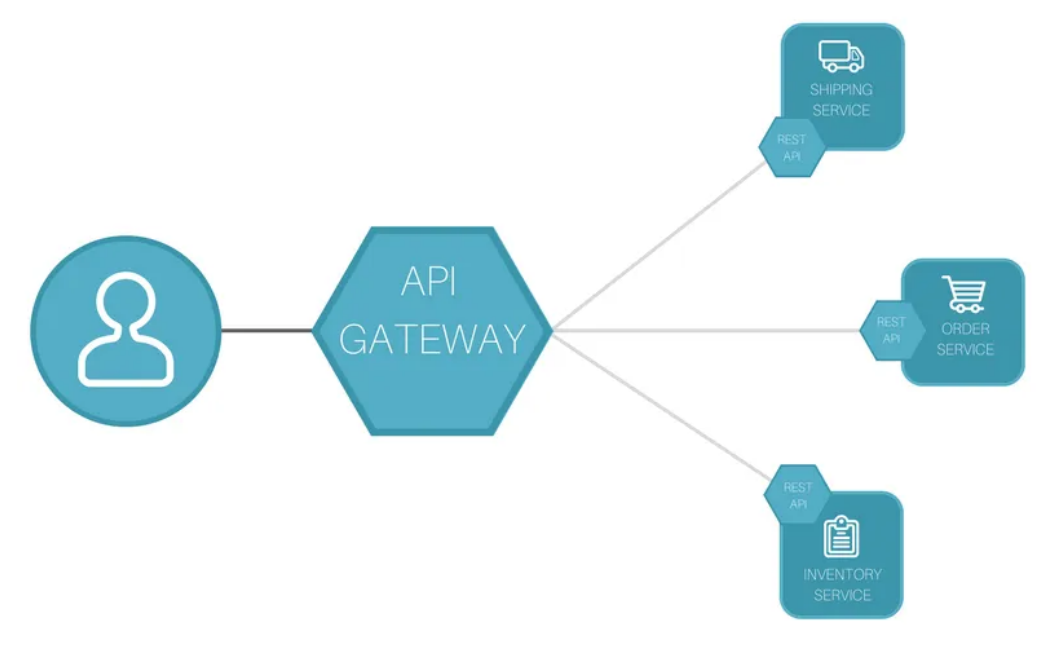 API
GATEWAY
SHIPPING
SERVICE
REST
API
REST
API
ORDER
SERVICE
REST
API
INVENTORY
SERVICE